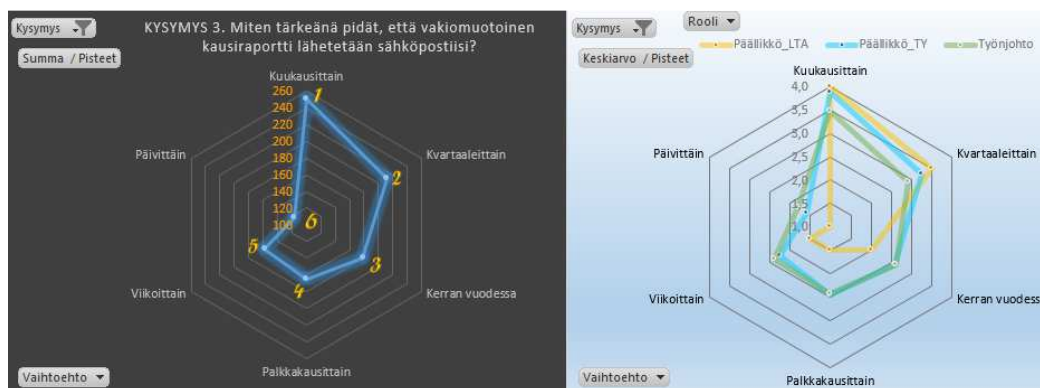 Kysymys
KYSYMYS 3. Miten tärkeänä pidät, että vakiomuotoinen
kausiraportti lähetetään sähköpostiisi?
Summa / Pisteet
Kuukausittain
260
240
220
200
180
160
140
120
100
Päivittäin
Kvartaaleittain
Viikoittain
Kerran vuodessa
Palkkakausittain
1
2
3
4
5
6
Vaihtoehto
Kysymys
Rooli
Päällikkö_LTA
Päällikkö_TY
Työnjohto
Keskiarvo / Pisteet
Kuukausittain
4,0
3,5
3,0
2,5
2,0
1,5
1,0
Päivittäin
Kvartaaleittain
Viikoittain
Kerran vuodessa
Palkkakausittain
Vaihtoehto